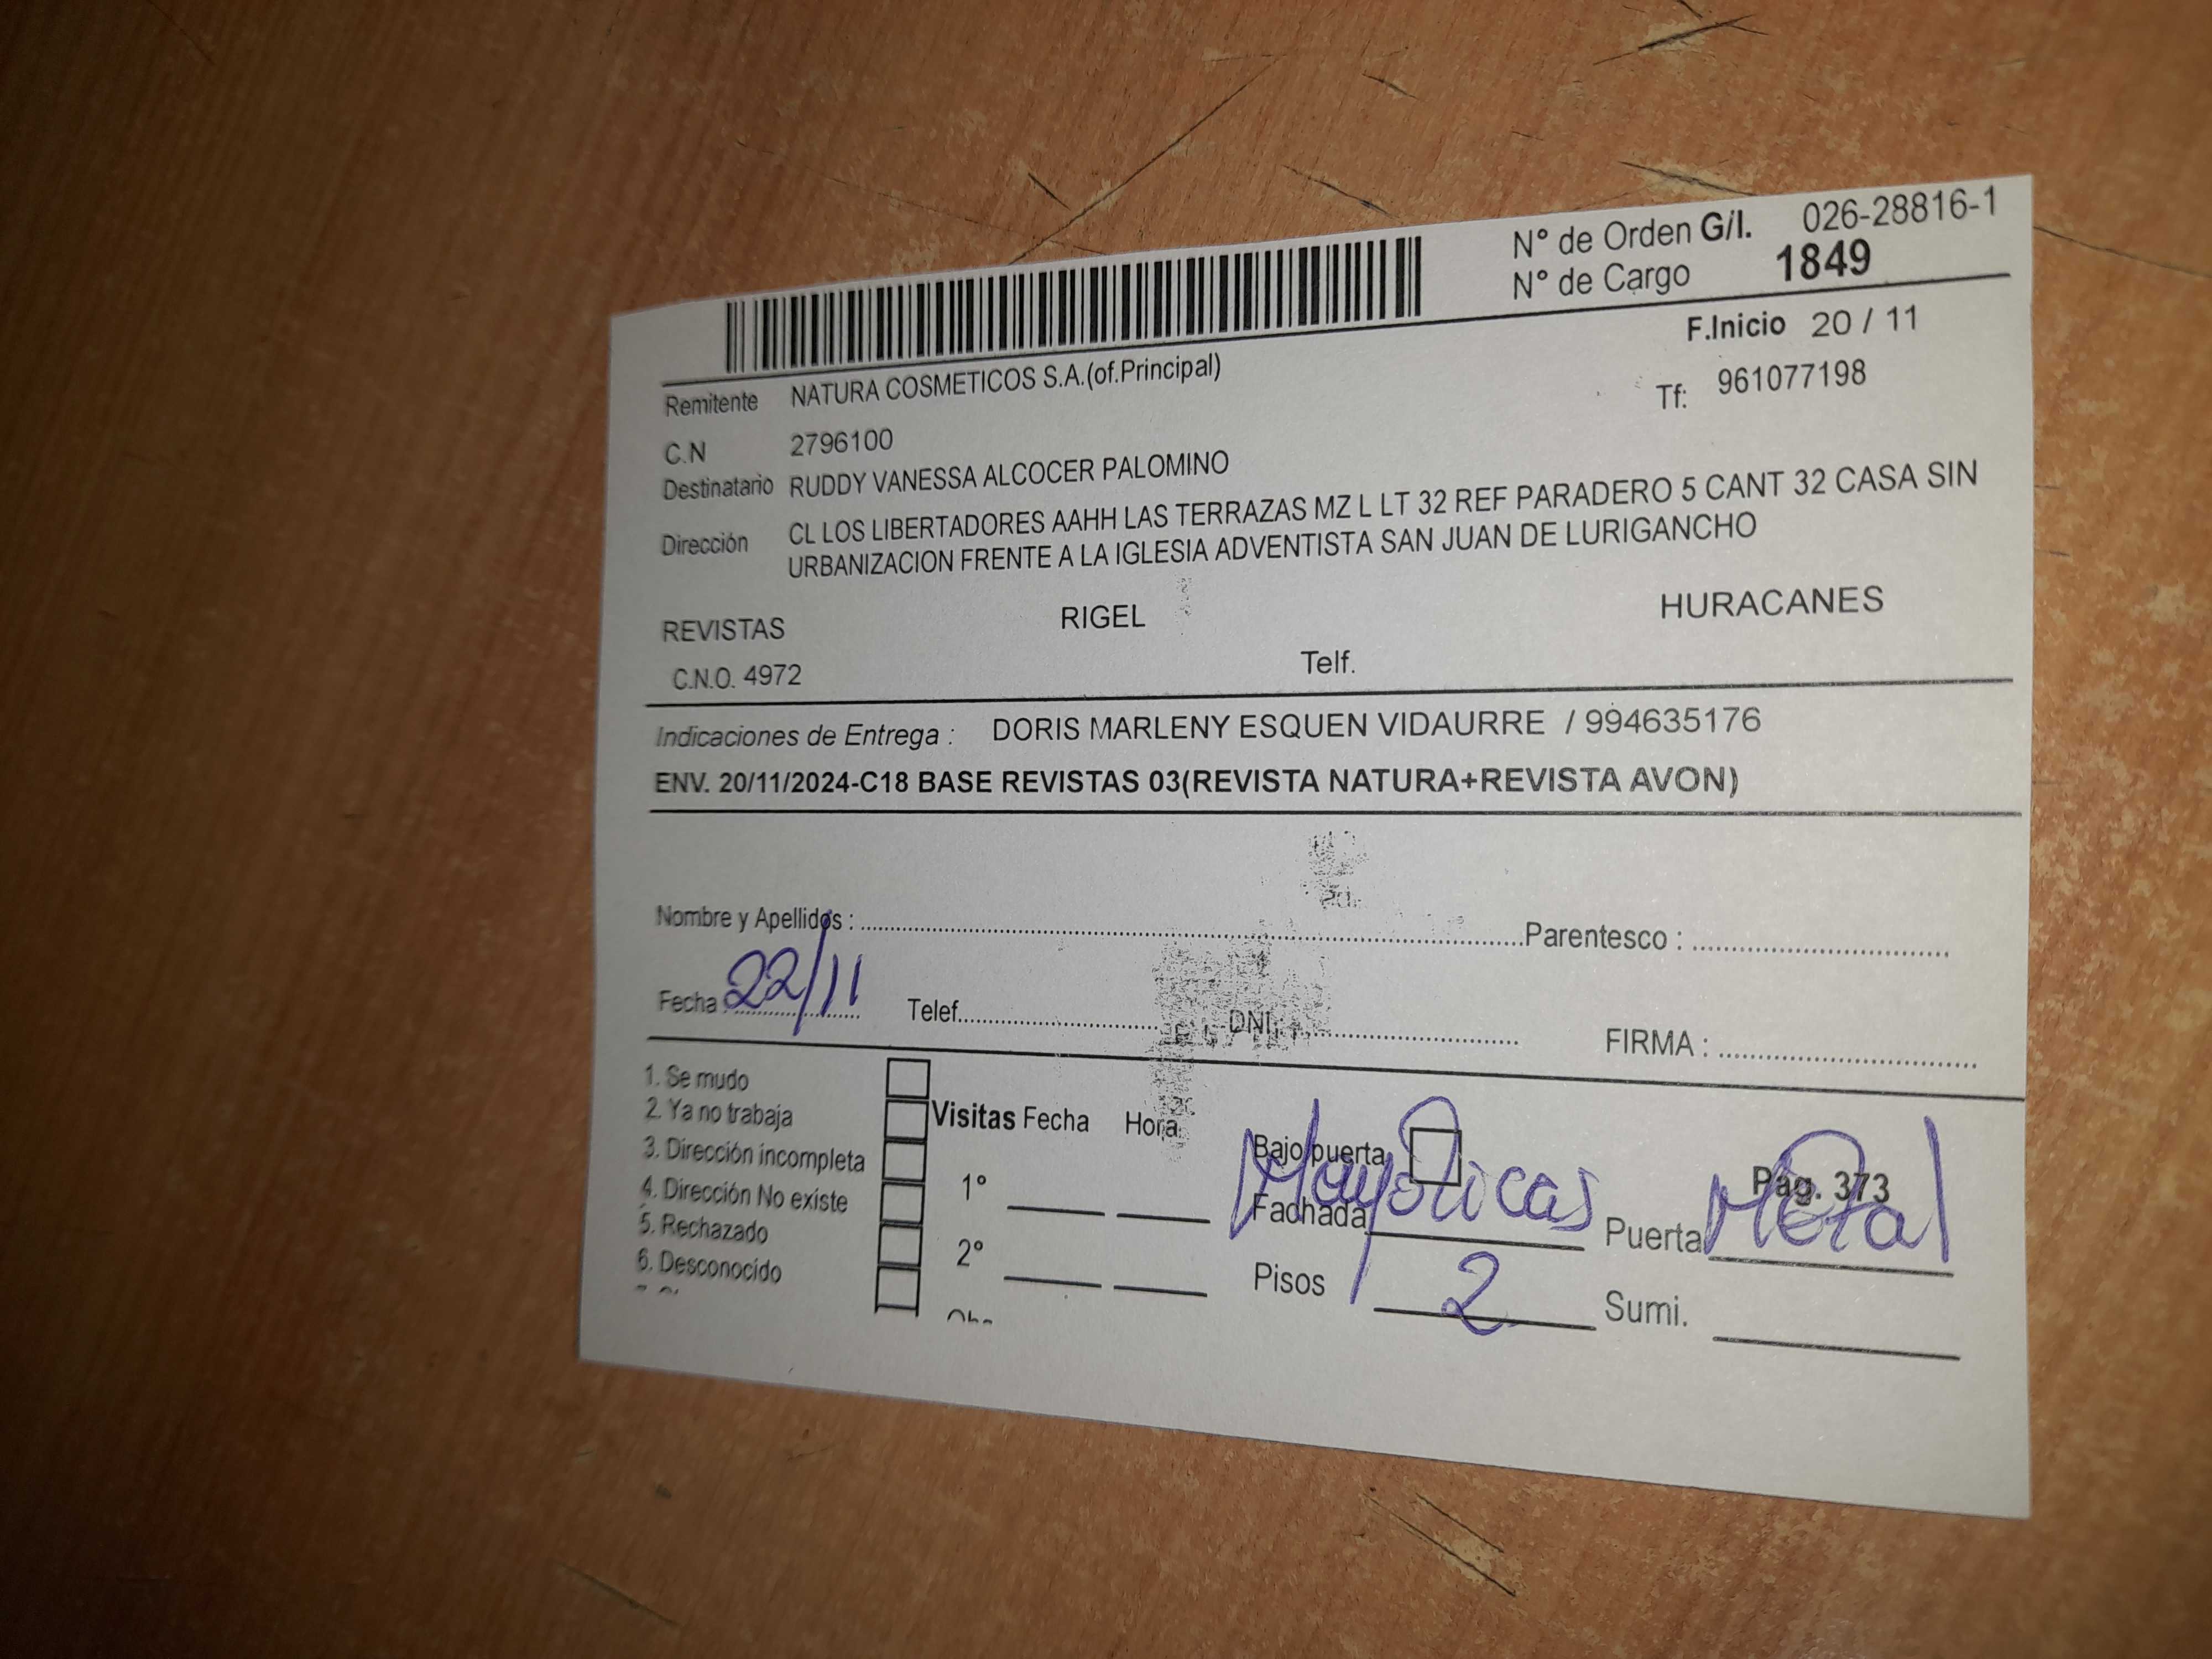 N° de Orden G/I. 026-28816-1
N° de Cargo 1849
F.Inicio 20 / 11
Remitente NATURA COSMETICOS S.A.(of.Principal)
Tf: 961077198
C.N 2796100
Destinatario RUDDY VANESSA ALCOCER PALOMINO
Dirección CL LOS LIBERTADORES AAHH LAS TERRAZAS MZ L LT 32 REF PARADERO 5 CANT 32 CASA SIN
URBANIZACION FRENTE A LA IGLESIA ADVENTISTA SAN JUAN DE LURIGANCHO
REVISTAS RIGEL HURACANES
C.N.O. 4972 Telf.
Indicaciones de Entrega : DORIS MARLENY ESQUEN VIDAURRE / 994635176
ENV. 20/11/2024-C18 BASE REVISTAS 03(REVISTA NATURA+REVISTA AVON)
Nombre y Apellidos : Parentesco :
Fecha : 22/11 Telef. DNI. FIRMA :
1. Se mudo
2. Ya no trabaja
3. Dirección incompleta
4. Dirección No existe
5. Rechazado
6. Desconocido
Visitas Fecha Hora
1°
2°
Bajo puerta Pág. 373
Fachada Mayólicas Puerta Metal
Pisos 2 Sumi.